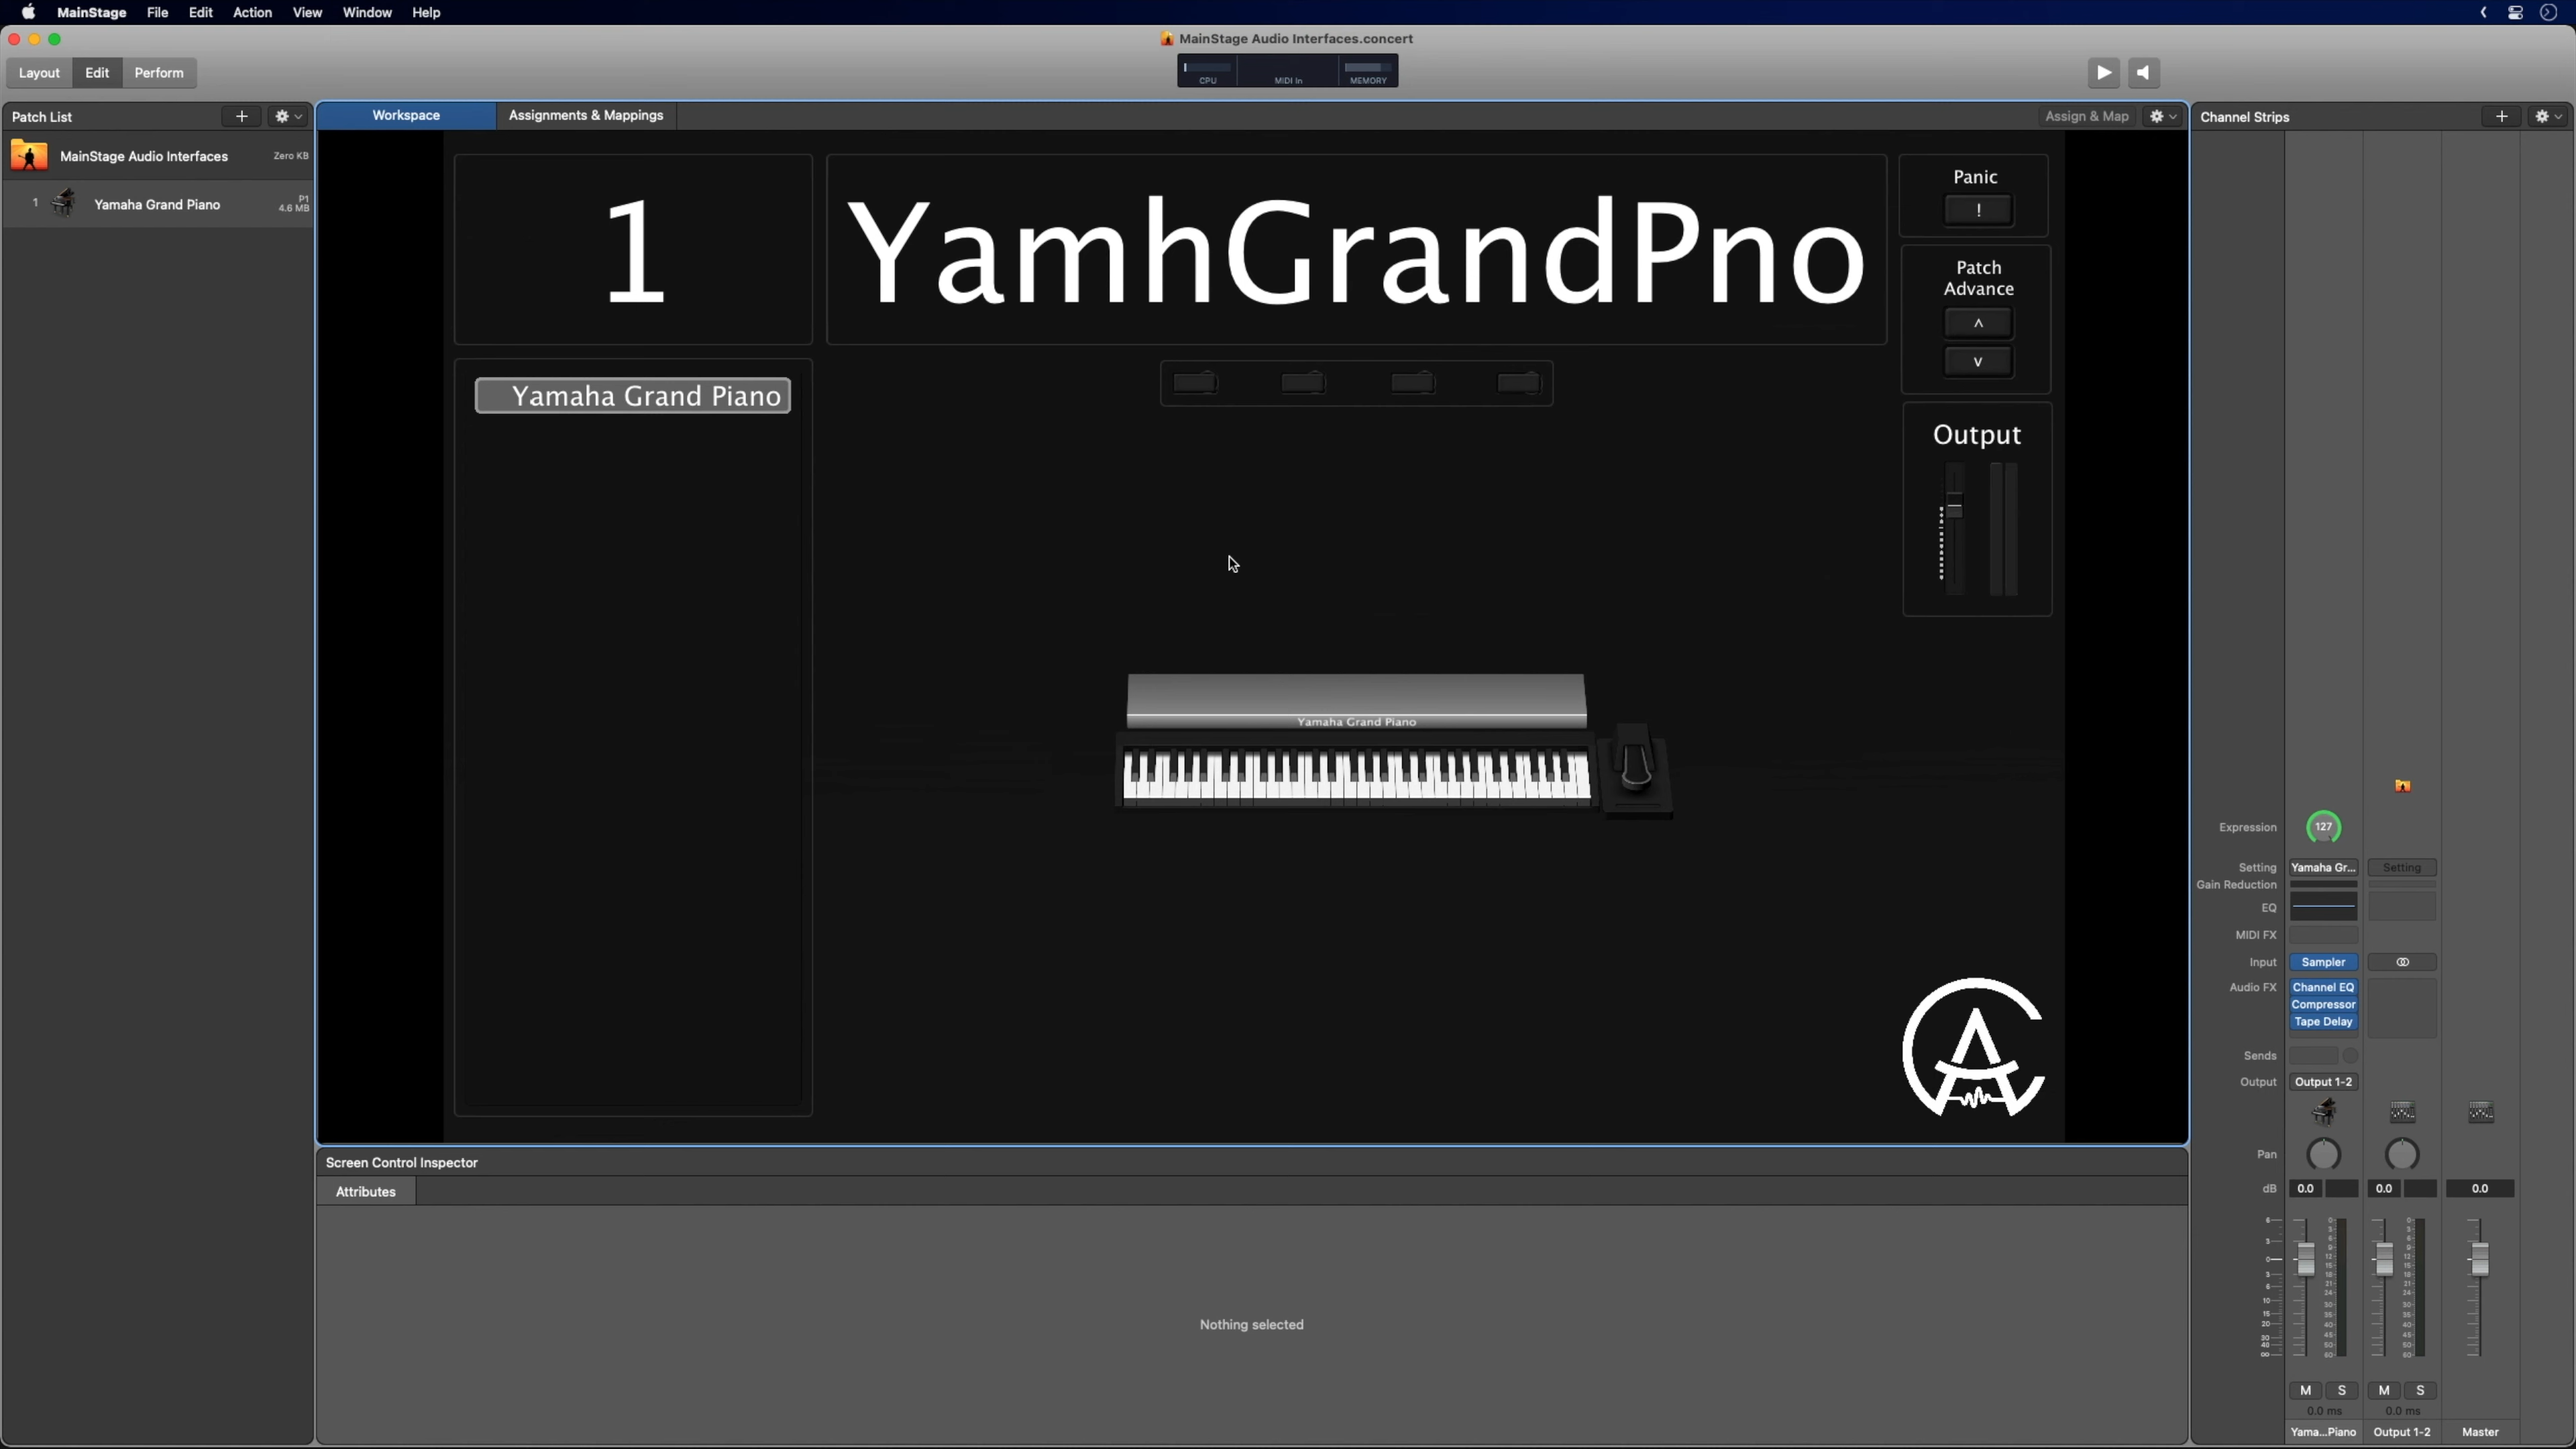 MainStage File Edit Action View Window Help
MainStage Audio Interfaces.concert
Layout Edit Perform
CPU MIDI In MEMORY
Patch List
Workspace Assignments & Mappings
Assign & Map
Channel Strips
MainStage Audio Interfaces Zero KB
1 Yamaha Grand Piano P1
4.6 MB
1
YamhGrandPno
Panic
!
Patch
Advance
^
v
Yamaha Grand Piano
Output
Yamaha Grand Piano
Expression 127
Setting Yamaha Gr... Setting
Gain Reduction
EQ
MIDI FX
Input Sampler
Audio FX Channel EQ
Compressor
Tape Delay
Sends
Output Output 1-2
Pan
dB 0.0 0.0 0.0
M S M S
0.0 ms 0.0 ms
Yama...Piano Output 1-2 Master
Screen Control Inspector
Attributes
Nothing selected